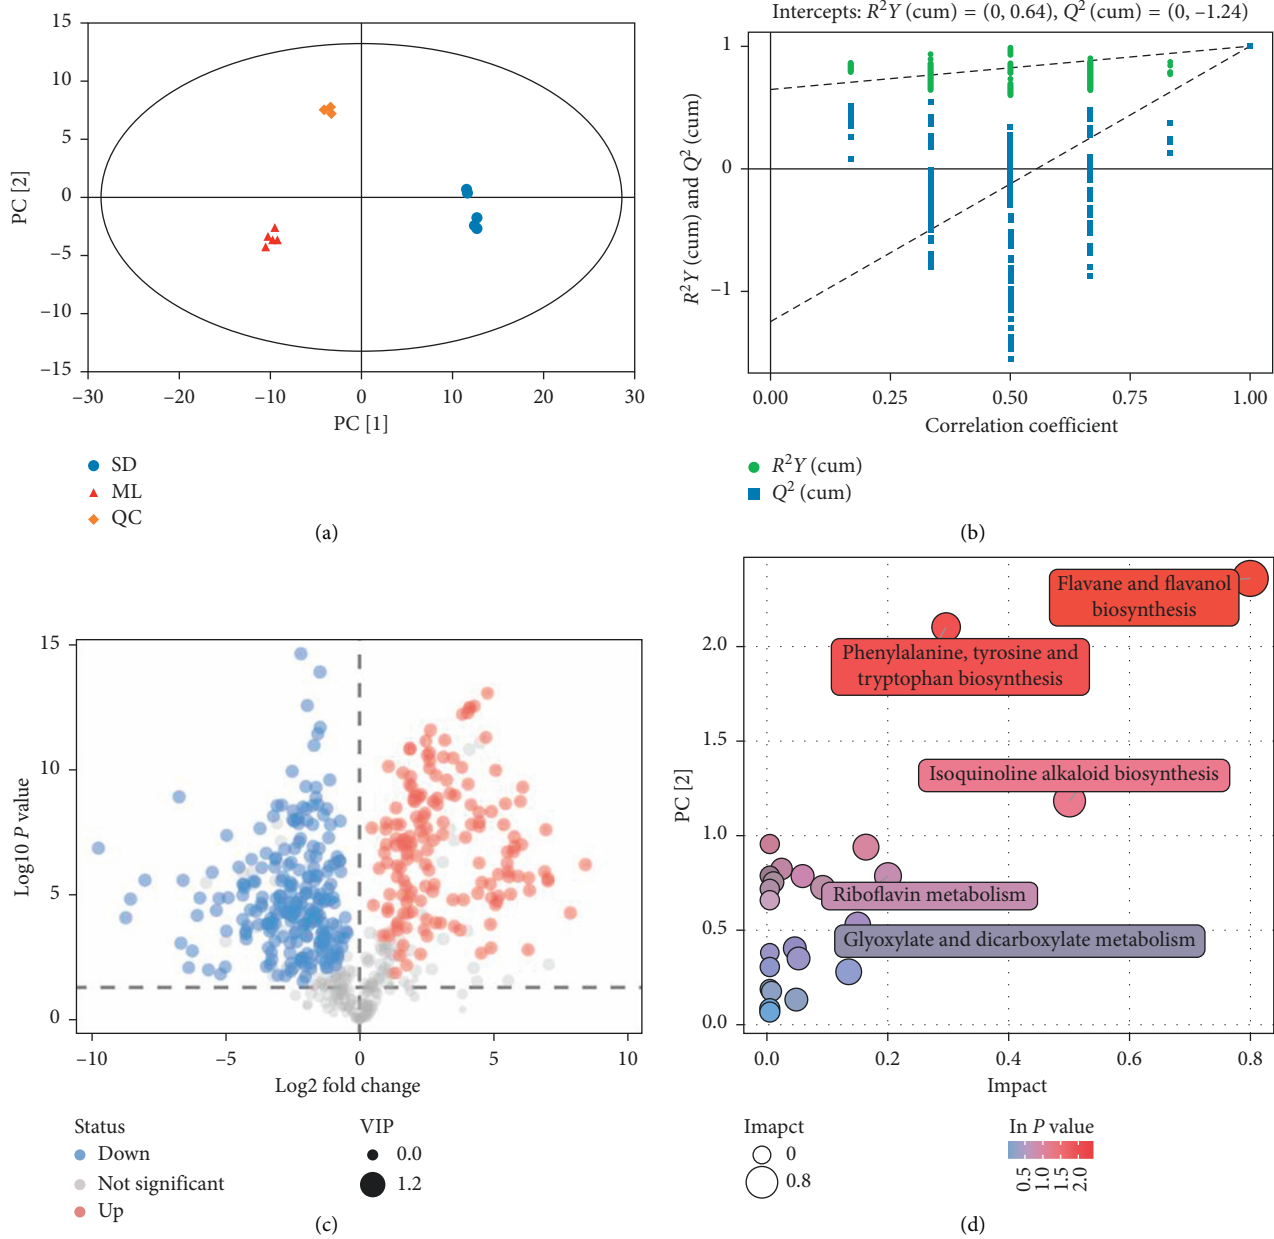 15
10
5
0
−5
−10
−15
PC [2]
−30
−20
−10
0
10
20
30
PC [1]
SD
ML
QC
(a)
Intercepts: R²Y (cum) = (0, 0.64), Q² (cum) = (0, −1.24)
1
0
−1
R²Y (cum) and Q² (cum)
0.00
0.25
0.50
0.75
1.00
Correlation coefficient
R²Y (cum)
Q² (cum)
(b)
15
10
5
0
Log10 P value
−10
−5
0
5
10
Log2 fold change
Status
Down
Not significant
Up
VIP
0.0
1.2
(c)
Flavane and flavanol
biosynthesis
Phenylalanine, tyrosine and
tryptophan biosynthesis
Isoquinoline alkaloid biosynthesis
Riboflavin metabolism
Glyoxylate and dicarboxylate metabolism
2.0
1.5
1.0
0.5
0.0
PC [2]
0.0
0.2
0.4
0.6
0.8
Impact
Imapct
0
0.8
In P value
0.5
1.0
1.5
2.0
(d)